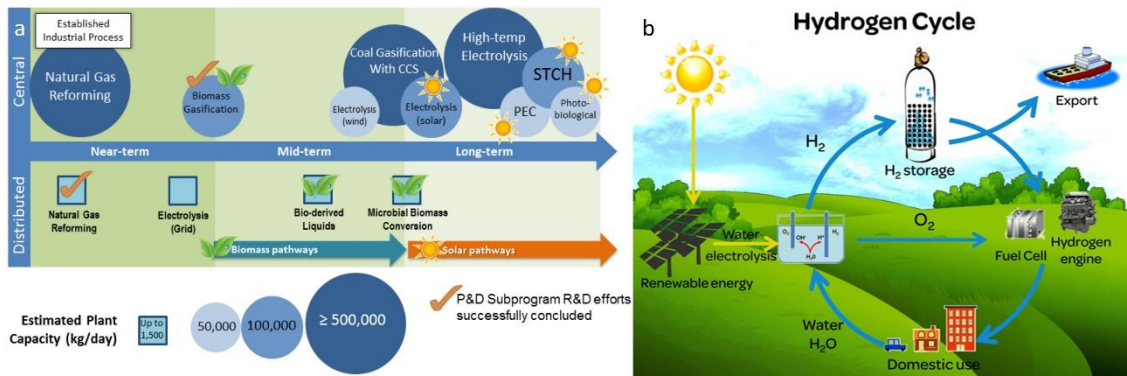 a
Established
Industrial Process
Central
Natural Gas
Reforming
Biomass
Gasification
Coal Gasification
With CCS
Electrolysis
(wind)
Electrolysis
(solar)
High-temp
Electrolysis
STCH
PEC
Photo-
biological
Near-term
Mid-term
Long-term
Distributed
Natural Gas
Reforming
Electrolysis
(Grid)
Bio-derived
Liquids
Microbial Biomass
Conversion
Biomass pathways
Solar pathways
Estimated Plant
Capacity (kg/day)
Up to
1,500
50,000
100,000
≥ 500,000
P&D Subprogram R&D efforts
successfully concluded
b
Hydrogen Cycle
Export
H₂
H₂ storage
O₂
Water
electrolysis
O₂
OH⁻
H⁺
H₂
H₂O
Renewable energy
Fuel Cell
Hydrogen
engine
Water
H₂O
Domestic use